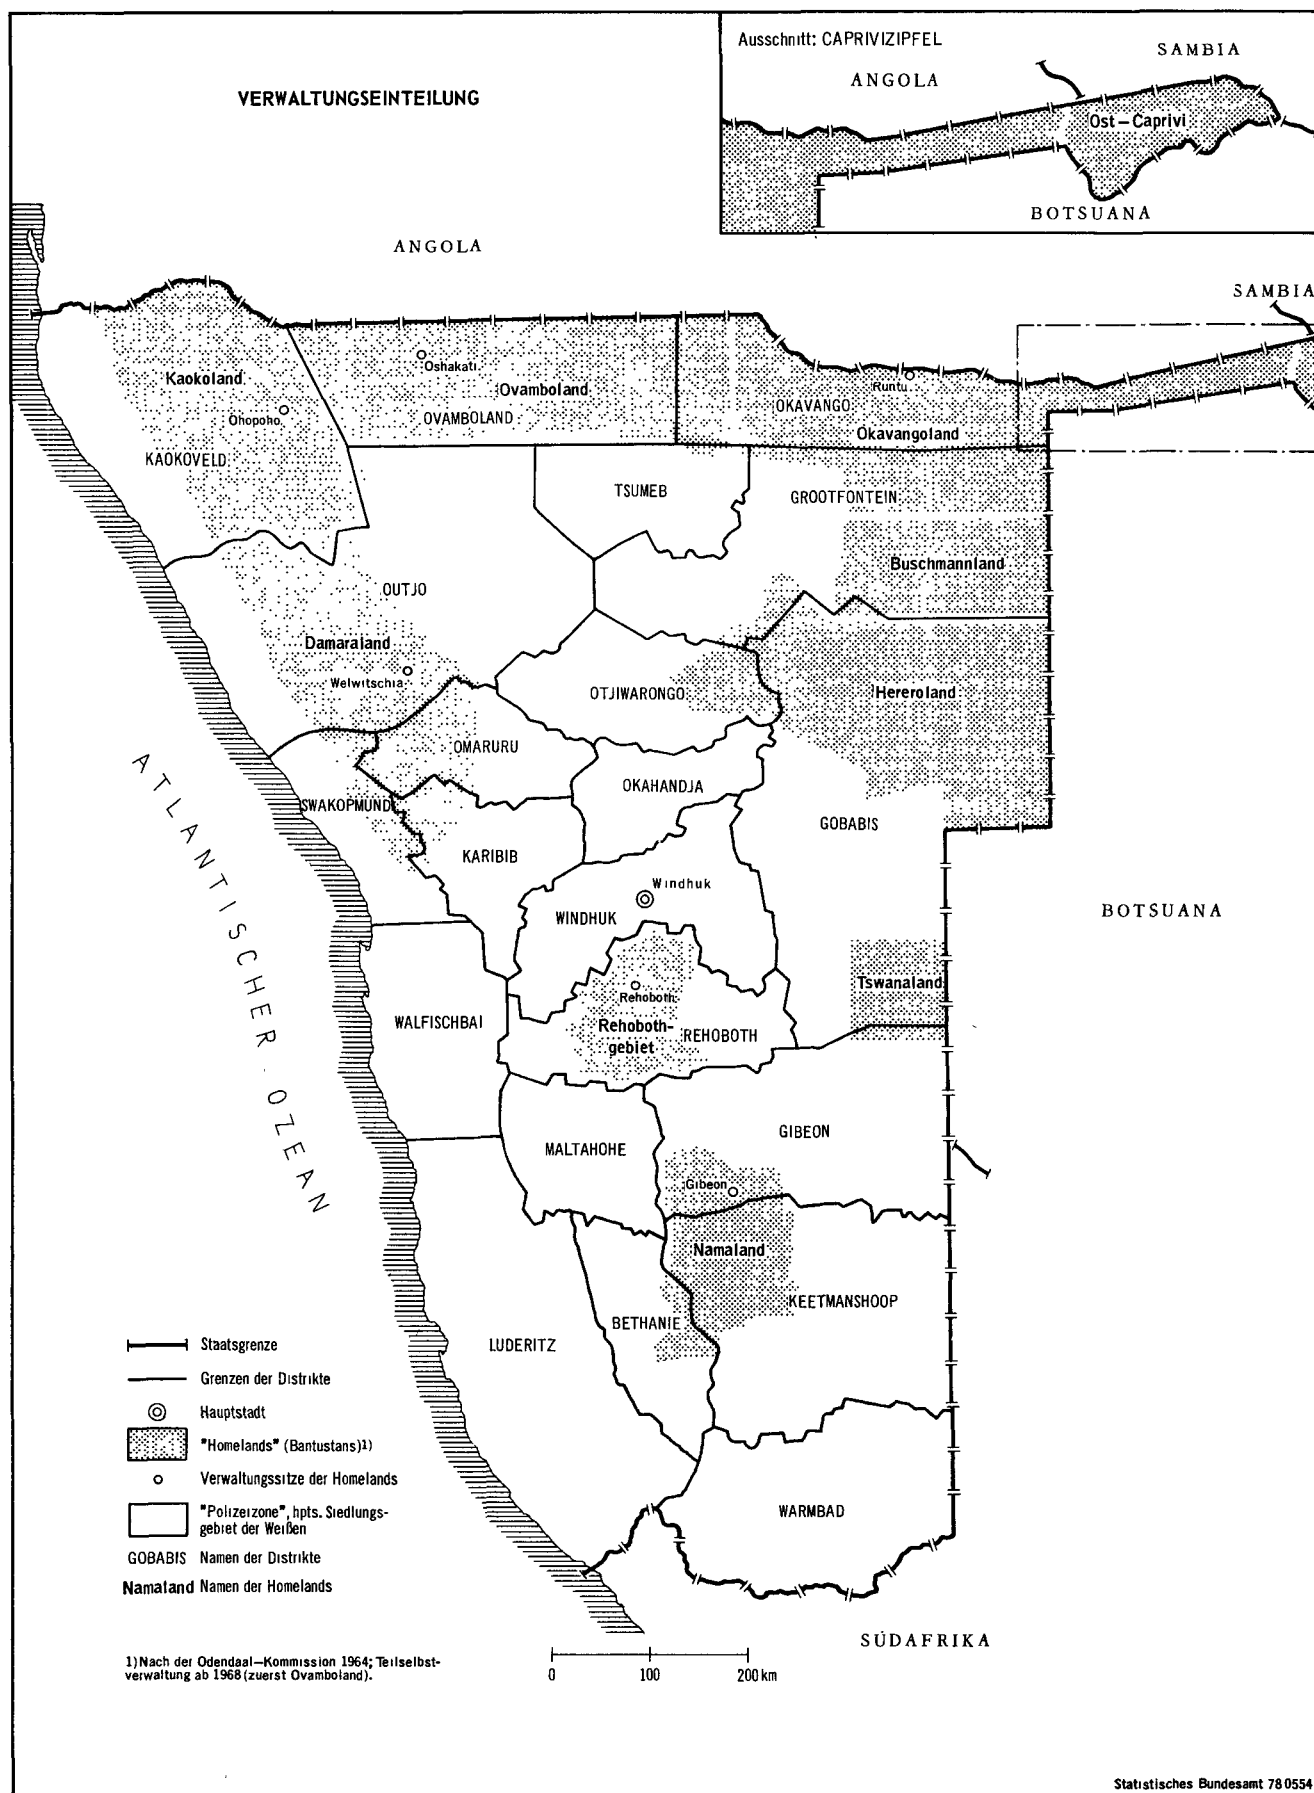 Ausschnitt: CAPRIVIZIPFEL
SAMBIA
ANGOLA
VERWALTUNGSEINTEILUNG
Ost–Caprivi
BOTSUANA
ANGOLA
SAMBIA
Oshakati
Kaokoland
Runtu
Ovamboland
OKAVANGO
Ohopoho
OVAMBOLAND
Okavangoland
KAOKOVELD
TSUMEB
GROOTFONTEIN
Buschmannland
OUTJO
Damaraland
Welwitschia
OTJIWARONGO
Hereroland
OMARURU
OKAHANDJA
SWAKOPMUND
GOBABIS
KARIBIB
Windhuk
WINDHUK
BOTSUANA
ATLANTISCHER OZEAN
Tswanaland
Rehoboth
WALFISCHBAI
Rehoboth-
gebiet
REHOBOTH
GIBEON
MALTAHOHE
Gibeon
Namaland
KEETMANSHOOP
BETHANIE
LUDERITZ
Staatsgrenze
Grenzen der Distrikte
Hauptstadt
"Homelands" (Bantustans)1)
Verwaltungssitze der Homelands
"Polizeizone", hpts. Siedlungs-
gebiet der Weißen
GOBABIS Namen der Distrikte
Namaland Namen der Homelands
WARMBAD
SÜDAFRIKA
1) Nach der Odendaal–Kommission 1964; Teilselbst-
verwaltung ab 1968 (zuerst Ovamboland).
0 100 200 km
Statistisches Bundesamt 78 0554